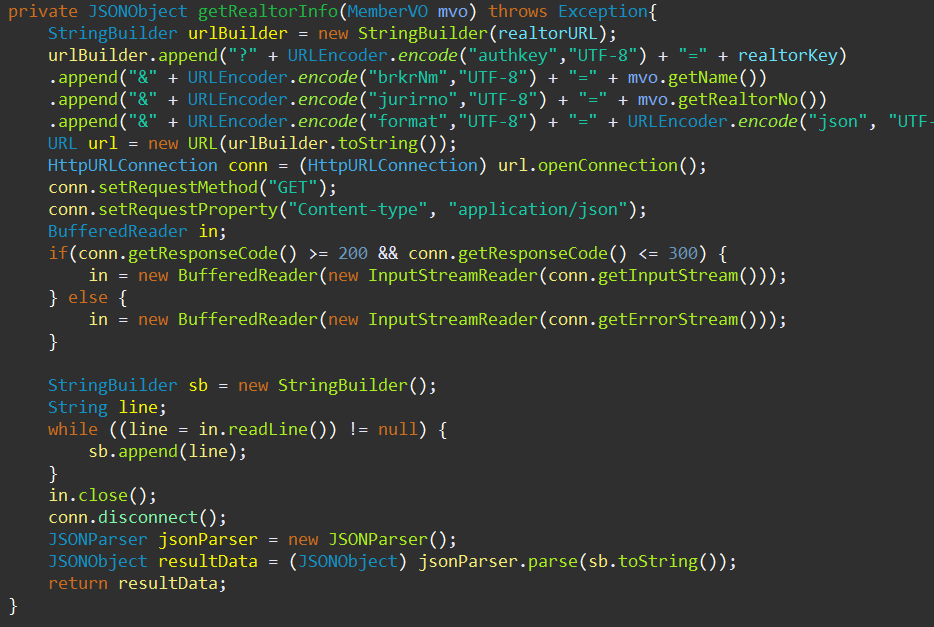 private JSONObject getRealtorInfo(MemberVO mvo) throws Exception{
    StringBuilder urlBuilder = new StringBuilder(realtorURL);
    urlBuilder.append("?" + URLEncoder.encode("authkey","UTF-8") + "=" + realtorKey)
    .append("&" + URLEncoder.encode("brkrNm","UTF-8") + "=" + mvo.getName())
    .append("&" + URLEncoder.encode("jurirno","UTF-8") + "=" + mvo.getRealtorNo())
    .append("&" + URLEncoder.encode("format","UTF-8") + "=" + URLEncoder.encode("json", "UTF-
    URL url = new URL(urlBuilder.toString());
    HttpURLConnection conn = (HttpURLConnection) url.openConnection();
    conn.setRequestMethod("GET");
    conn.setRequestProperty("Content-type", "application/json");
    BufferedReader in;
    if(conn.getResponseCode() >= 200 && conn.getResponseCode() <= 300) {
        in = new BufferedReader(new InputStreamReader(conn.getInputStream()));
    } else {
        in = new BufferedReader(new InputStreamReader(conn.getErrorStream()));
    }
    StringBuilder sb = new StringBuilder();
    String line;
    while ((line = in.readLine()) != null) {
        sb.append(line);
    }
    in.close();
    conn.disconnect();
    JSONParser jsonParser = new JSONParser();
    JSONObject resultData = (JSONObject) jsonParser.parse(sb.toString());
    return resultData;
}